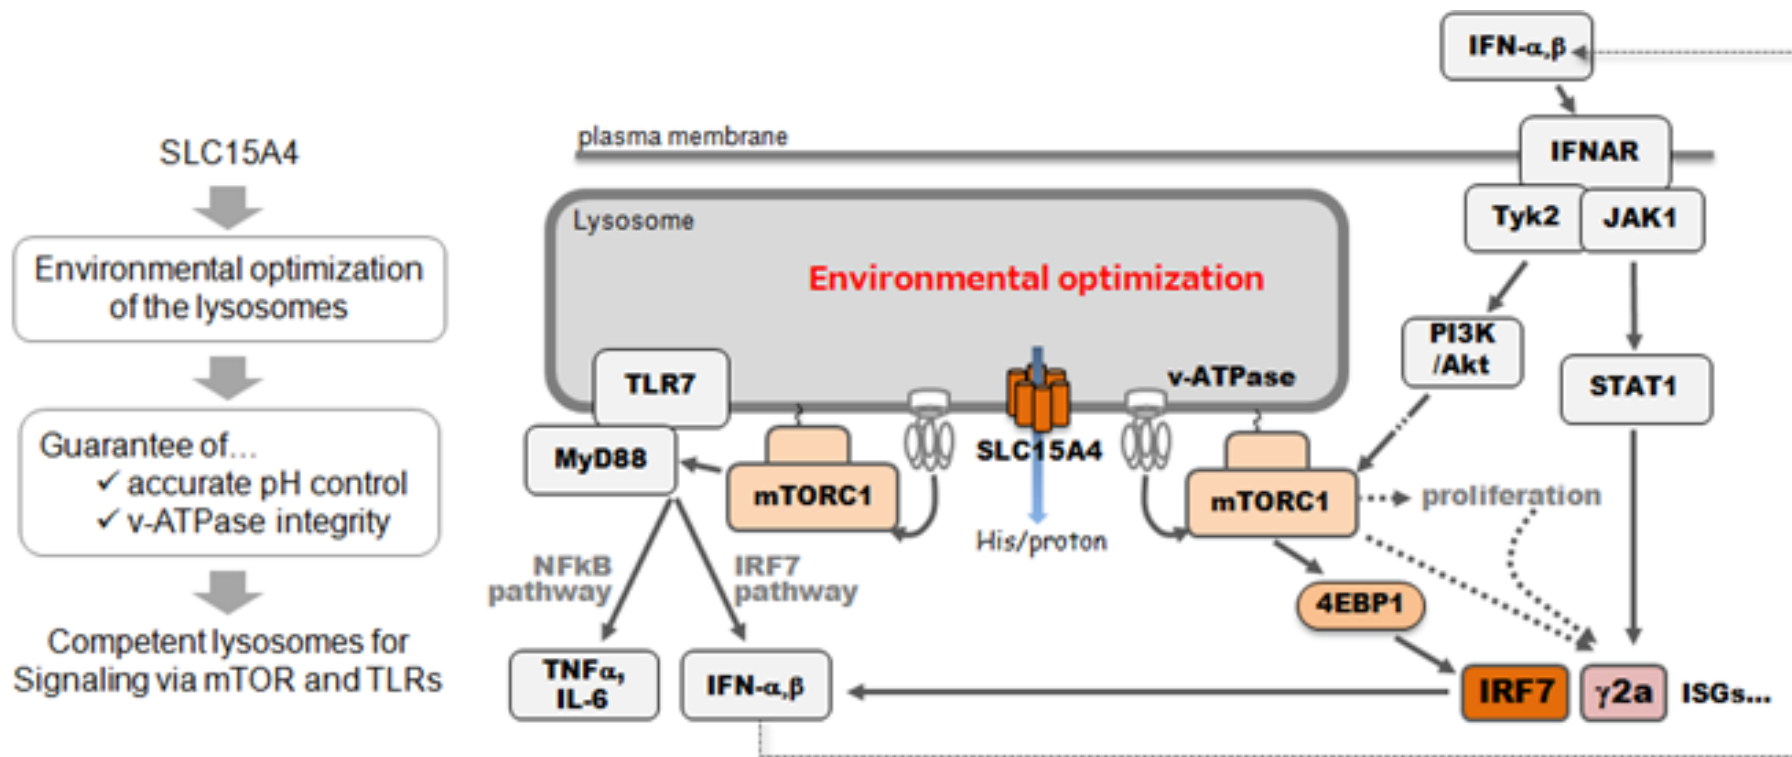 SLC15A4
Environmental optimization
of the lysosomes
Guarantee of...
✓ accurate pH control
✓ v-ATPase integrity
Competent lysosomes for
Signaling via mTOR and TLRs
IFN-α,β
plasma membrane
IFNAR
Tyk2
JAK1
Lysosome
Environmental optimization
PI3K
/Akt
STAT1
TLR7
v-ATPase
MyD88
SLC15A4
mTORC1
mTORC1
proliferation
His/proton
NFkB
pathway
IRF7
pathway
4EBP1
TNFα,
IL-6
IFN-α,β
IRF7
γ2a
ISGs...